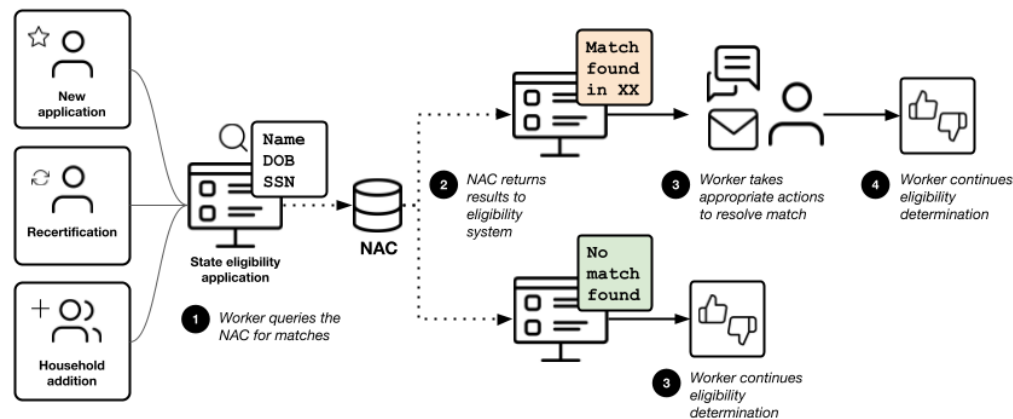 New
application
Recertification
Household
addition
Name
DOB
SSN
State eligibility
application
1 Worker queries the
NAC for matches
NAC
2 NAC returns
results to
eligibility
system
Match
found
in XX
3 Worker takes
appropriate actions
to resolve match
4 Worker continues
eligibility
determination
No
match
found
3 Worker continues
eligibility
determination